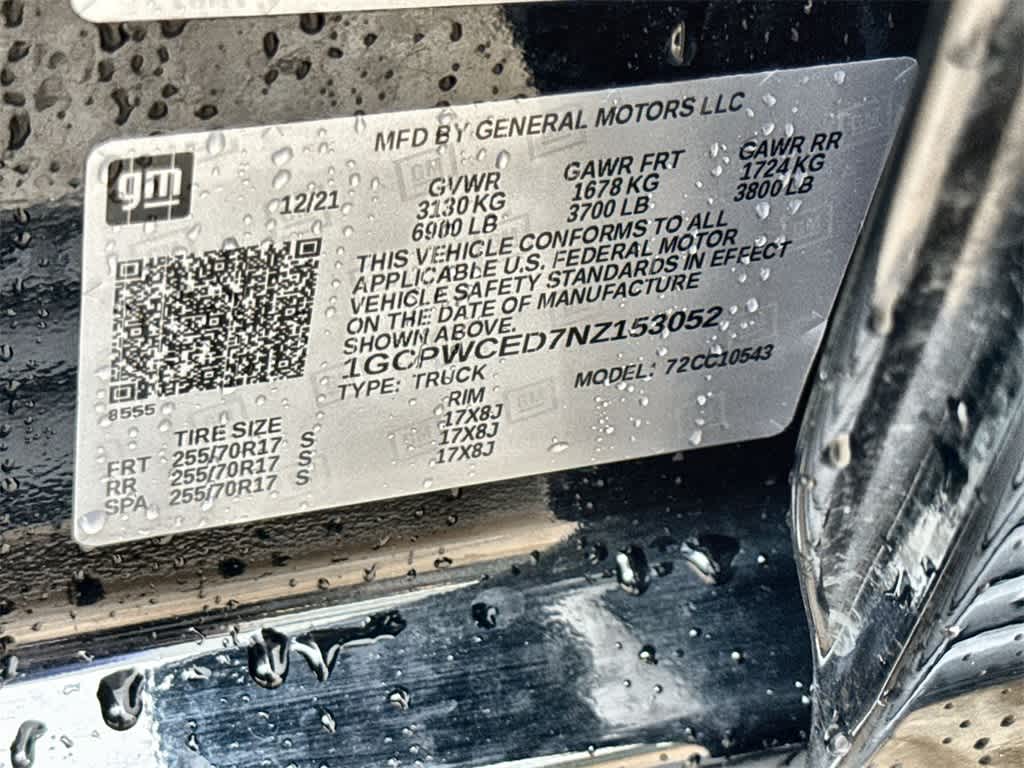 MFD BY GENERAL MOTORS LLC
gm
12/21
GVWR GAWR FRT GAWR RR
3130 KG 1678 KG 1724 KG
6900 LB 3700 LB 3800 LB
THIS VEHICLE CONFORMS TO ALL
APPLICABLE U.S. FEDERAL MOTOR
VEHICLE SAFETY STANDARDS IN EFFECT
ON THE DATE OF MANUFACTURE
SHOWN ABOVE.
1GCPWCED7NZ153052
TYPE: TRUCK MODEL: 72CC10543
8555
TIRE SIZE RIM
FRT 255/70R17 S 17X8J
RR 255/70R17 S 17X8J
SPA 255/70R17 S 17X8J